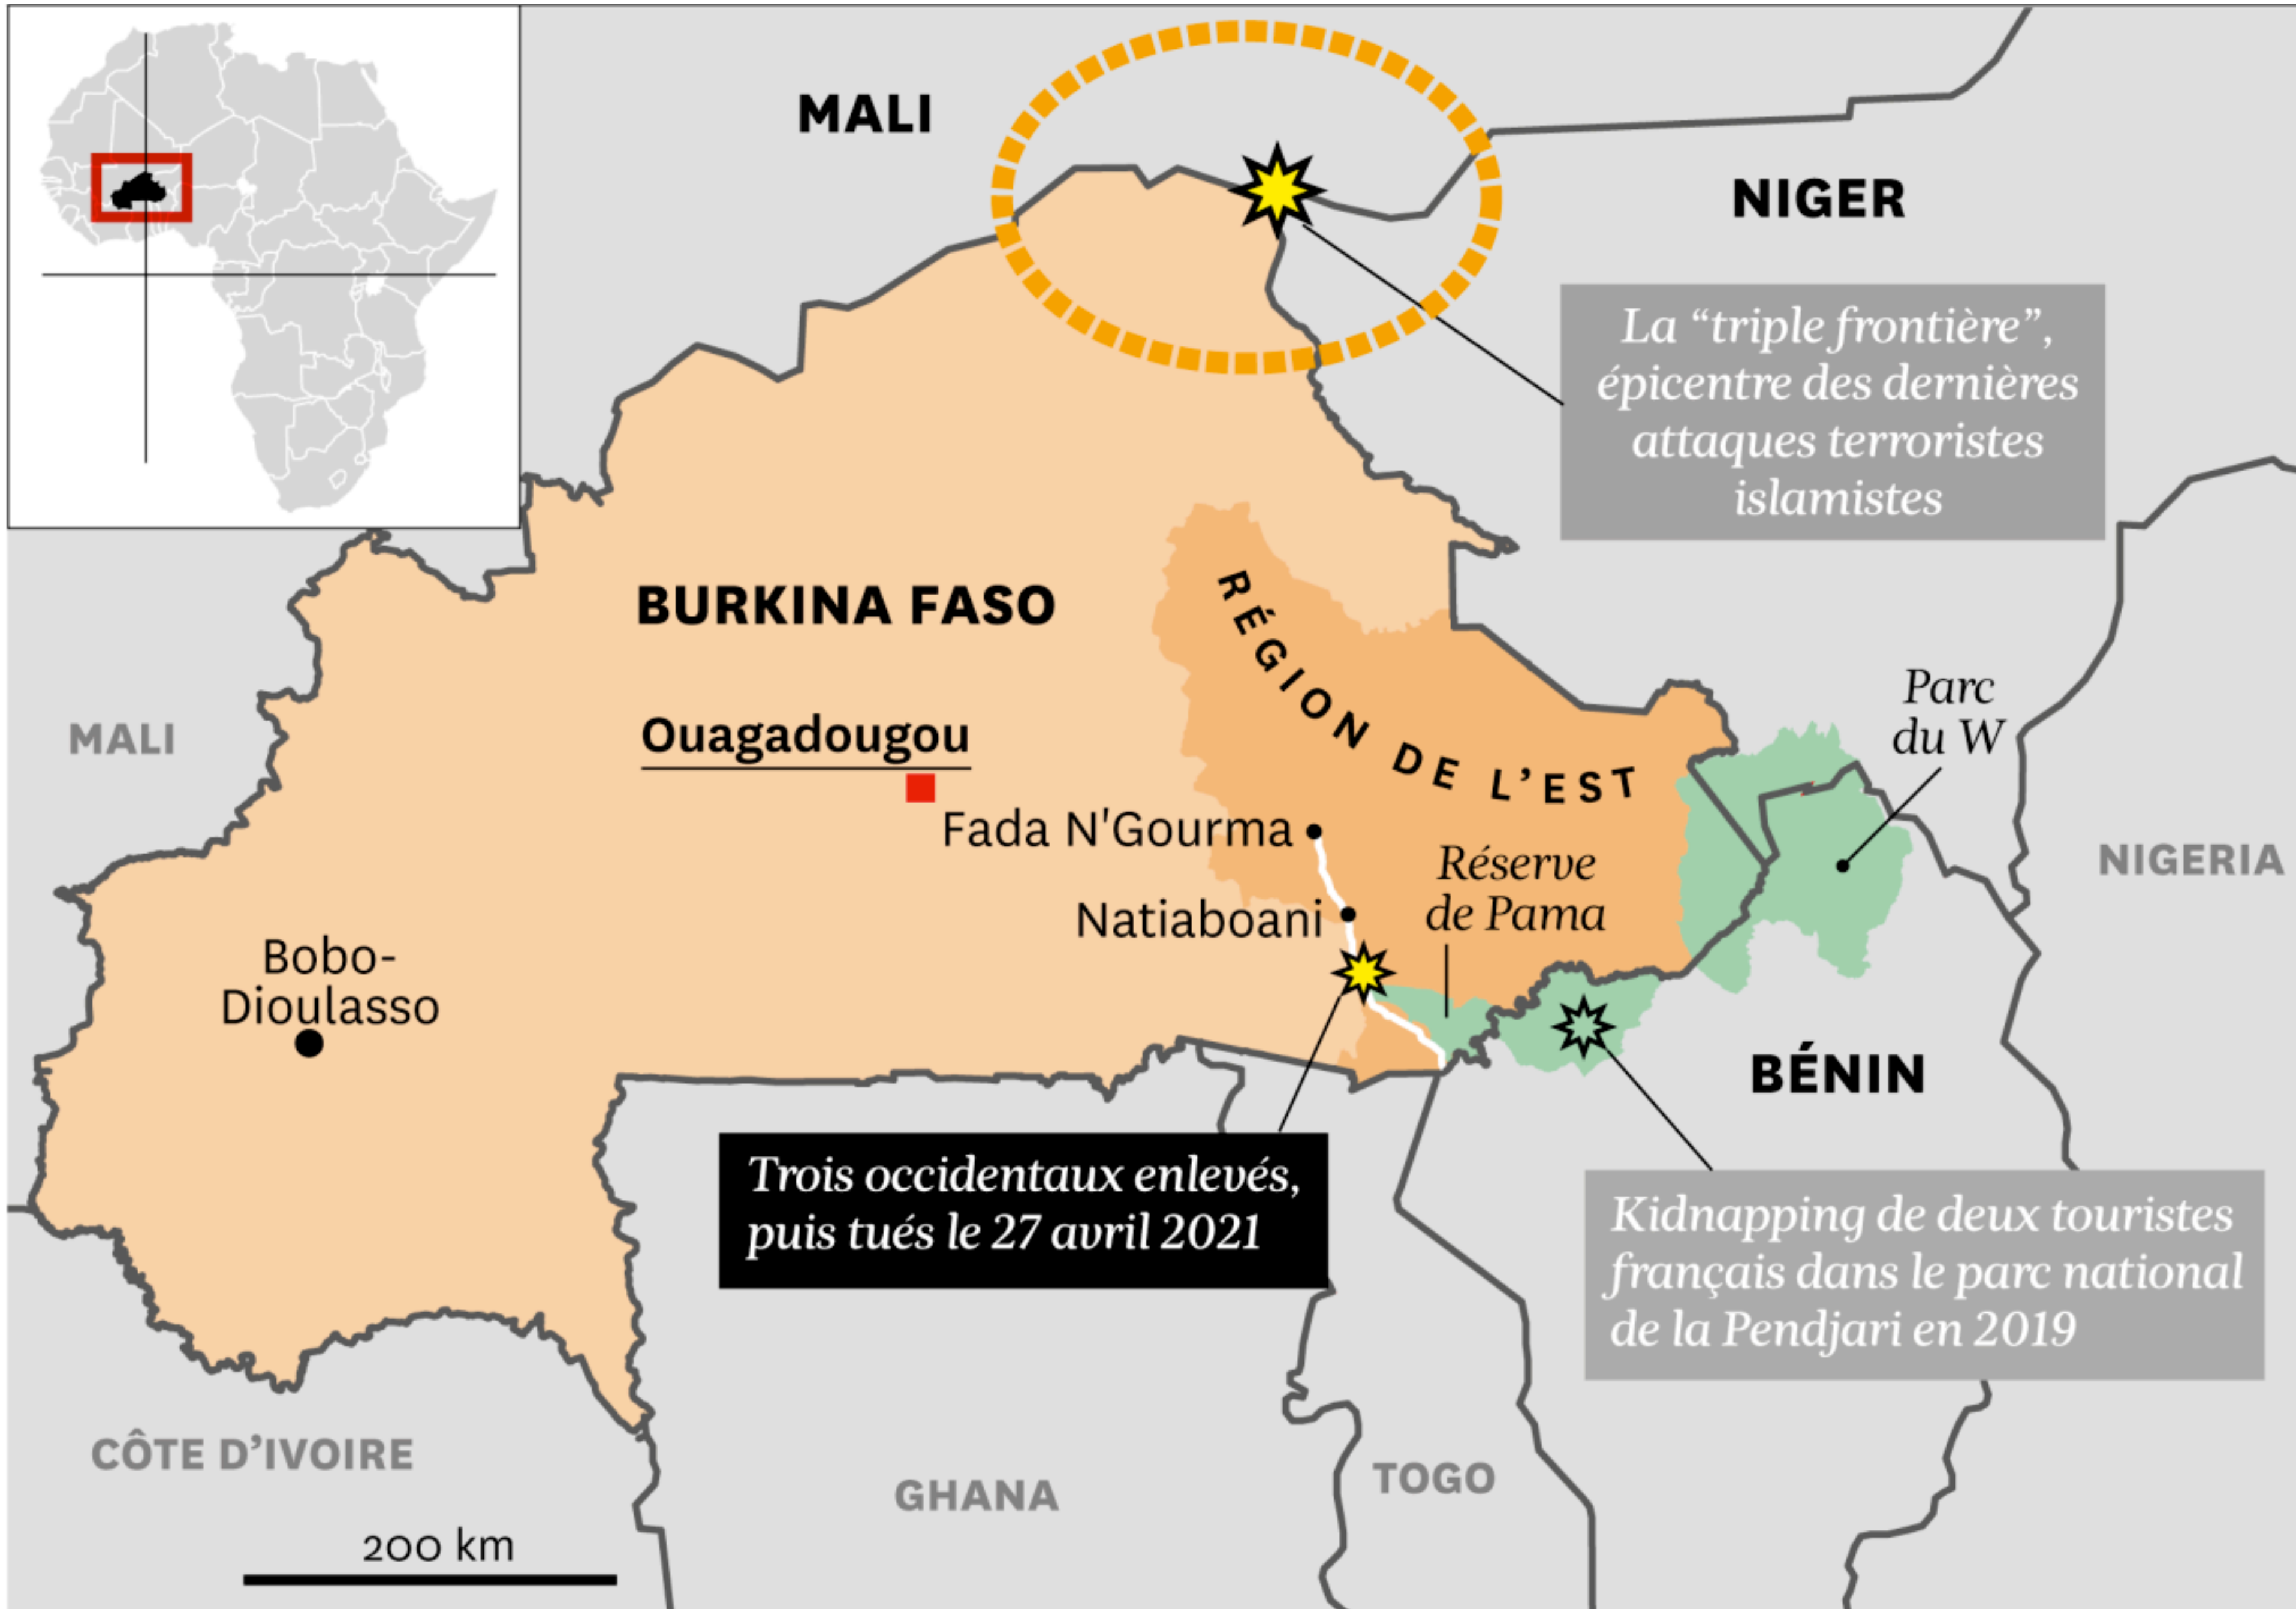 MALI
NIGER
La “triple frontière”,
épicentre des dernières
attaques terroristes
islamistes
BURKINA FASO
RÉGION DE L’EST
Parc
du W
Ouagadougou
MALI
Fada N'Gourma
Réserve
de Pama
NIGERIA
Natiaboani
Bobo-
Dioulasso
BÉNIN
Trois occidentaux enlevés,
puis tués le 27 avril 2021
Kidnapping de deux touristes
français dans le parc national
de la Pendjari en 2019
CÔTE D’IVOIRE
GHANA
TOGO
200 km